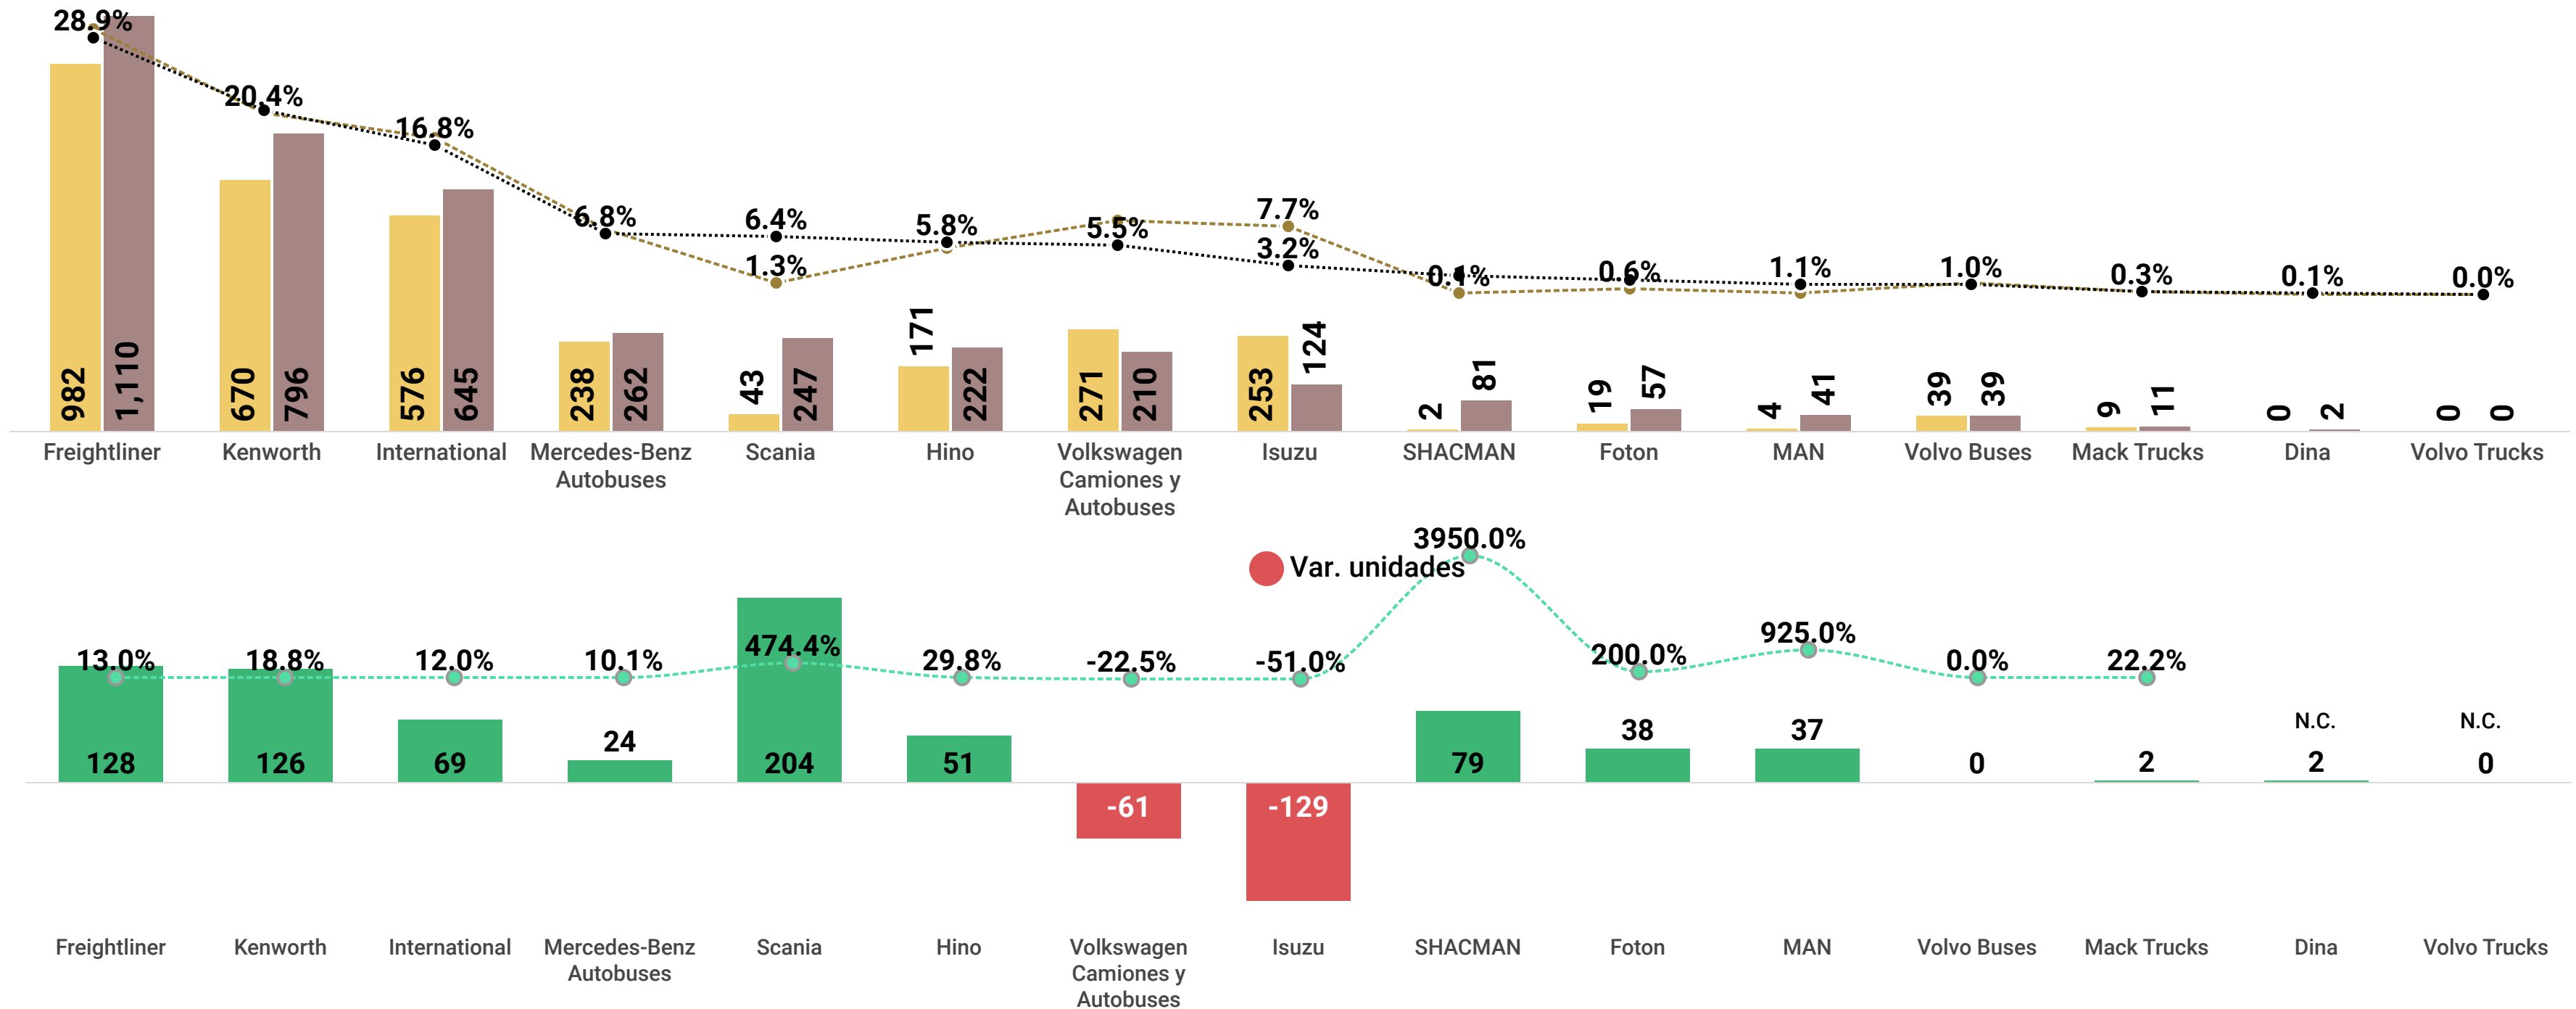 28.9%
20.4%
16.8%
6.8%
6.4%
1.3%
5.8%
5.5%
7.7%
3.2%
0.1%
0.6%
1.1%
1.0%
0.3%
0.1%
0.0%
982
1,110
670
796
576
645
238
262
43
247
171
222
271
210
253
124
2
81
19
57
4
41
39
39
9
11
0
2
0
0
Freightliner
Kenworth
International
Mercedes-Benz
Autobuses
Scania
Hino
Volkswagen
Camiones y
Autobuses
Isuzu
SHACMAN
Foton
MAN
Volvo Buses
Mack Trucks
Dina
Volvo Trucks
Var. unidades
13.0%
18.8%
12.0%
10.1%
474.4%
29.8%
-22.5%
-51.0%
3950.0%
200.0%
925.0%
0.0%
22.2%
N.C.
N.C.
128
126
69
24
204
51
-61
-129
79
38
37
0
2
2
0
Freightliner
Kenworth
International
Mercedes-Benz
Autobuses
Scania
Hino
Volkswagen
Camiones y
Autobuses
Isuzu
SHACMAN
Foton
MAN
Volvo Buses
Mack Trucks
Dina
Volvo Trucks